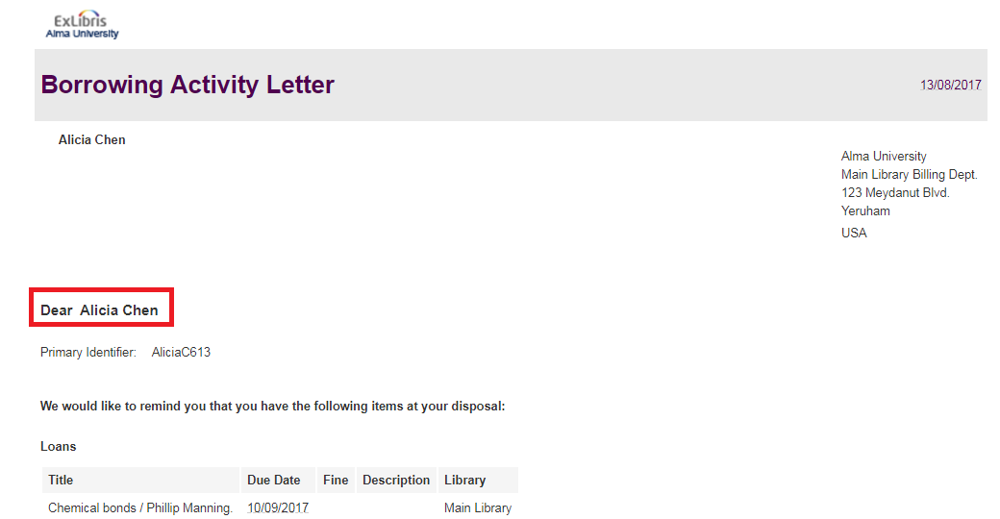 ExLibris
Alma University
Borrowing Activity Letter 13/08/2017
Alicia Chen
Alma University
Main Library Billing Dept.
123 Meydanut Blvd.
Yeruham
USA
Dear Alicia Chen
Primary Identifier: AliciaC613
We would like to remind you that you have the following items at your disposal:
Loans
Title Due Date Fine Description Library
Chemical bonds / Phillip Manning. 10/09/2017 Main Library